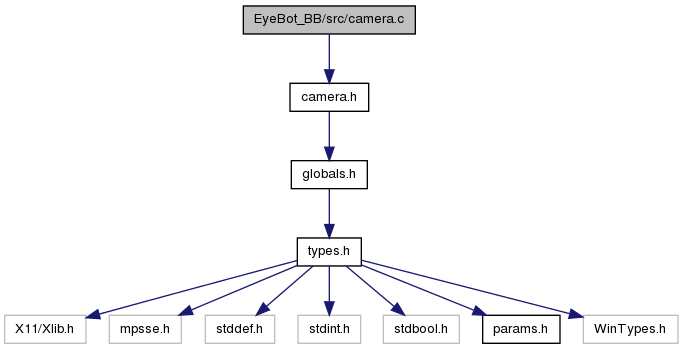 EyeBot_BB/src/camera.c
camera.h
globals.h
types.h
X11/Xlib.h
mpsse.h
stddef.h
stdint.h
stdbool.h
params.h
WinTypes.h